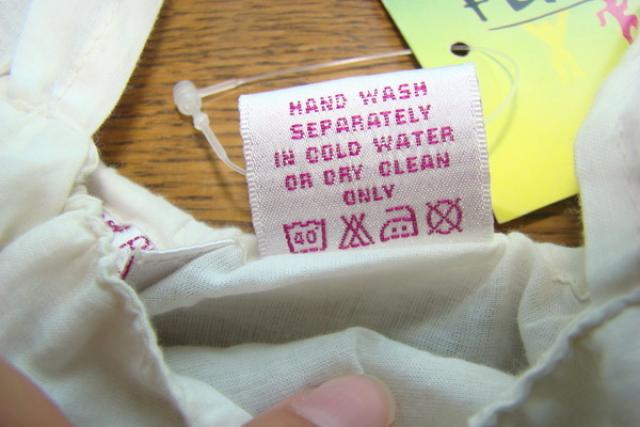 HAND WASH
SEPARATELY
IN COLD WATER
OR DRY CLEAN
ONLY
40°